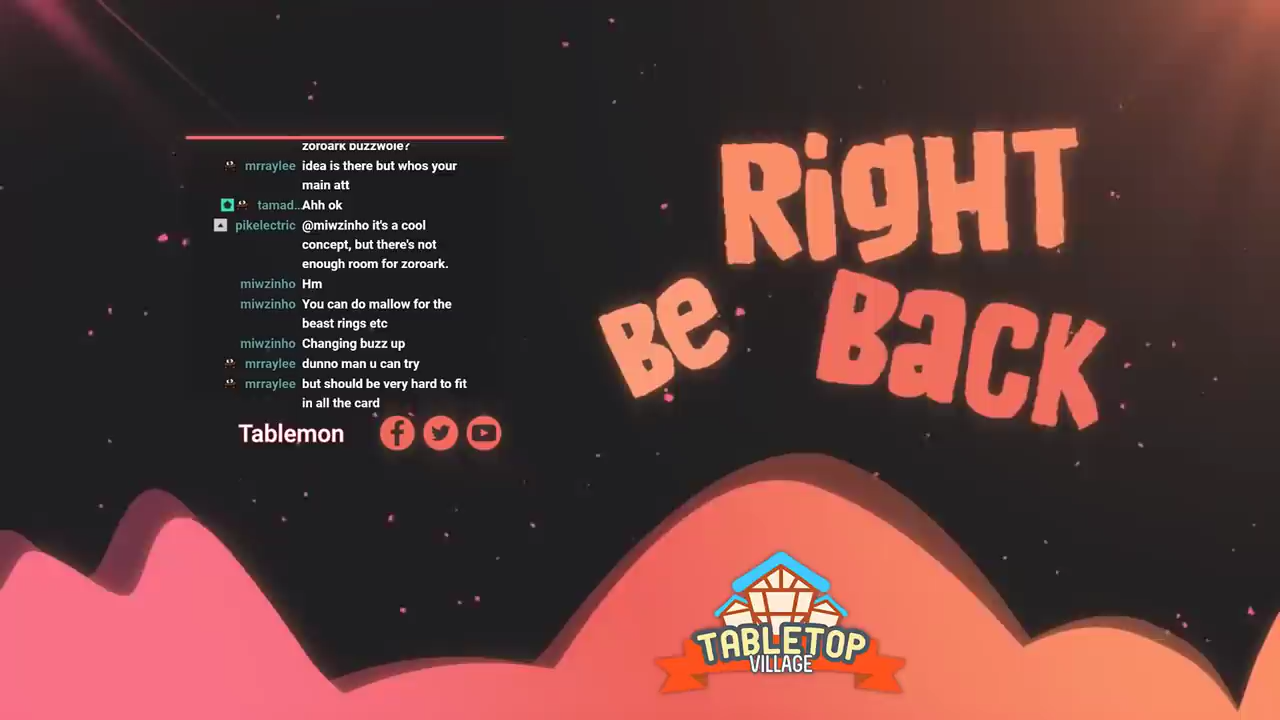 zoroark buzzwole?
mrraylee idea is there but whos your
main att
tamad.. Ahh ok
pikelectric @miwzinho it's a cool
concept, but there's not
enough room for zoroark.
miwzinho Hm
miwzinho You can do mallow for the
beast rings etc
miwzinho Changing buzz up
mrraylee dunno man u can try
mrraylee but should be very hard to fit
in all the card
Tablemon
Right
Be Back
TABLETOP
VILLAGE